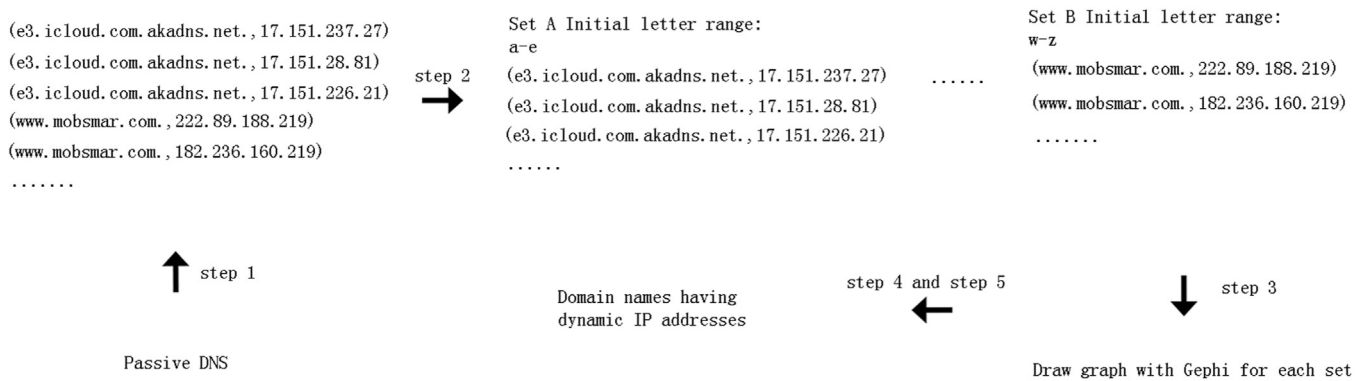 (e3.icloud.com.akadns.net.,17.151.237.27)
(e3.icloud.com.akadns.net.,17.151.28.81)
(e3.icloud.com.akadns.net.,17.151.226.21)
(www.mobsmar.com.,222.89.188.219)
(www.mobsmar.com.,182.236.160.219)
.......
step 2
Set A Initial letter range:
a-e
(e3.icloud.com.akadns.net.,17.151.237.27)
(e3.icloud.com.akadns.net.,17.151.28.81)
(e3.icloud.com.akadns.net.,17.151.226.21)
......
......
Set B Initial letter range:
w-z
(www.mobsmar.com.,222.89.188.219)
(www.mobsmar.com.,182.236.160.219)
.......
step 1
Passive DNS
Domain names having
dynamic IP addresses
step 4 and step 5
step 3
Draw graph with Gephi for each set